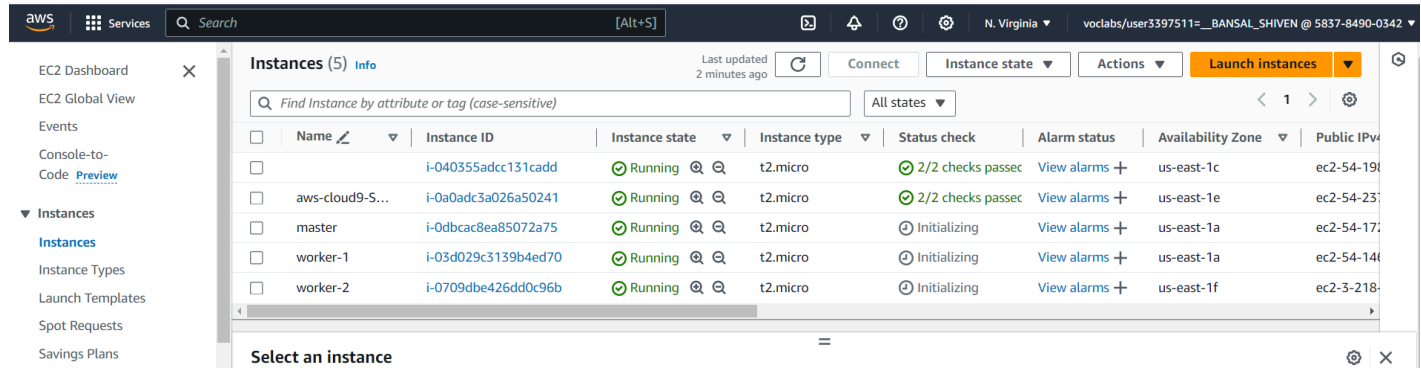 aws Services Search [Alt+S] N. Virginia ▼ voclabs/user3397511=__BANSAL_SHIVEN @ 5837-8490-0342 ▼
EC2 Dashboard
EC2 Global View
Events
Console-to-
Code Preview
▼ Instances
Instances
Instance Types
Launch Templates
Spot Requests
Savings Plans
Instances (5) Info
Last updated
2 minutes ago
Connect Instance state ▼ Actions ▼ Launch instances ▼
Find Instance by attribute or tag (case-sensitive) All states ▼ 1
Name Instance ID Instance state Instance type Status check Alarm status Availability Zone Public IPv4
i-040355adcc131cadd Running t2.micro 2/2 checks passed View alarms + us-east-1c ec2-54-198
aws-cloud9-S... i-0a0adc3a026a50241 Running t2.micro 2/2 checks passed View alarms + us-east-1e ec2-54-237
master i-0dbcac8ea85072a75 Running t2.micro Initializing View alarms + us-east-1a ec2-54-172
worker-1 i-03d029c3139b4ed70 Running t2.micro Initializing View alarms + us-east-1a ec2-54-146
worker-2 i-0709dbe426dd0c96b Running t2.micro Initializing View alarms + us-east-1f ec2-3-218-
Select an instance